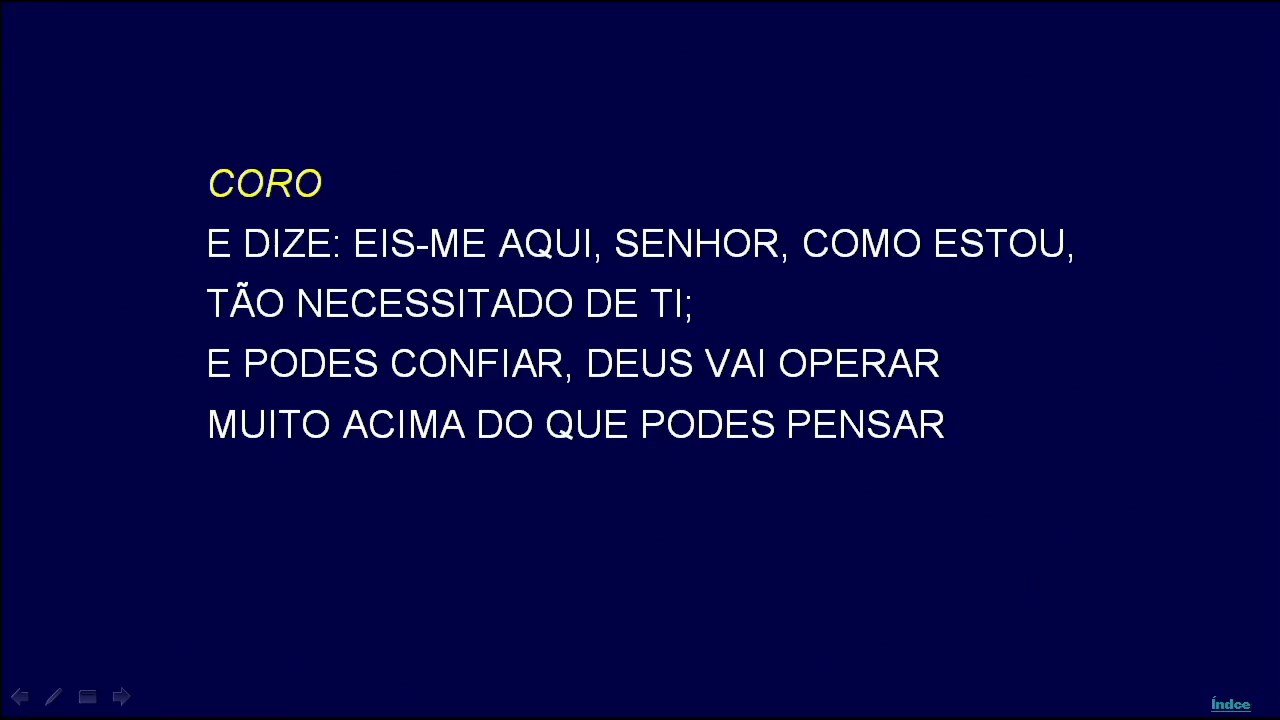 CORO
E DIZE: EIS-ME AQUI, SENHOR, COMO ESTOU,
TÃO NECESSITADO DE TI;
E PODES CONFIAR, DEUS VAI OPERAR
MUITO ACIMA DO QUE PODES PENSAR
Índce